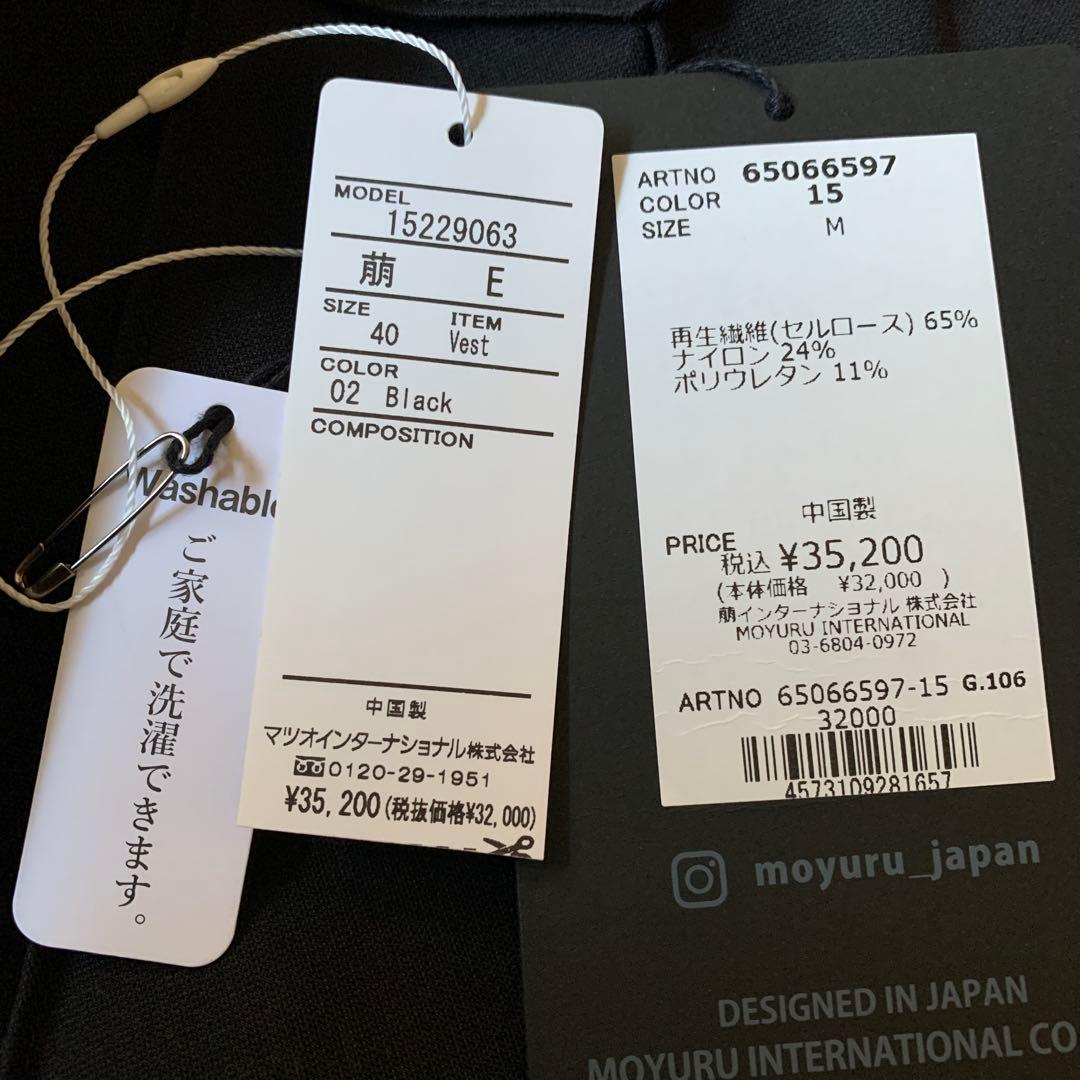 Washable
ご家庭で洗濯できます。
MODEL
15229063
萠 E
SIZE
ITEM
40
Vest
COLOR
02 Black
COMPOSITION
中国製
マツオインターナショナル株式会社
0120-29-1951
¥35,200(税抜価格¥32,000)
ARTNO 65066597
COLOR 15
SIZE M
再生繊維(セルロース) 65%
ナイロン 24%
ポリウレタン 11%
中国製
PRICE
税込 ¥35,200
(本体価格 ¥32,000 )
萠インターナショナル 株式会社
MOYURU INTERNATIONAL
03-6804-0972
ARTNO 65066597-15 G.106
32000
4573109281657
moyuru_japan
DESIGNED IN JAPAN
MOYURU INTERNATIONAL CO